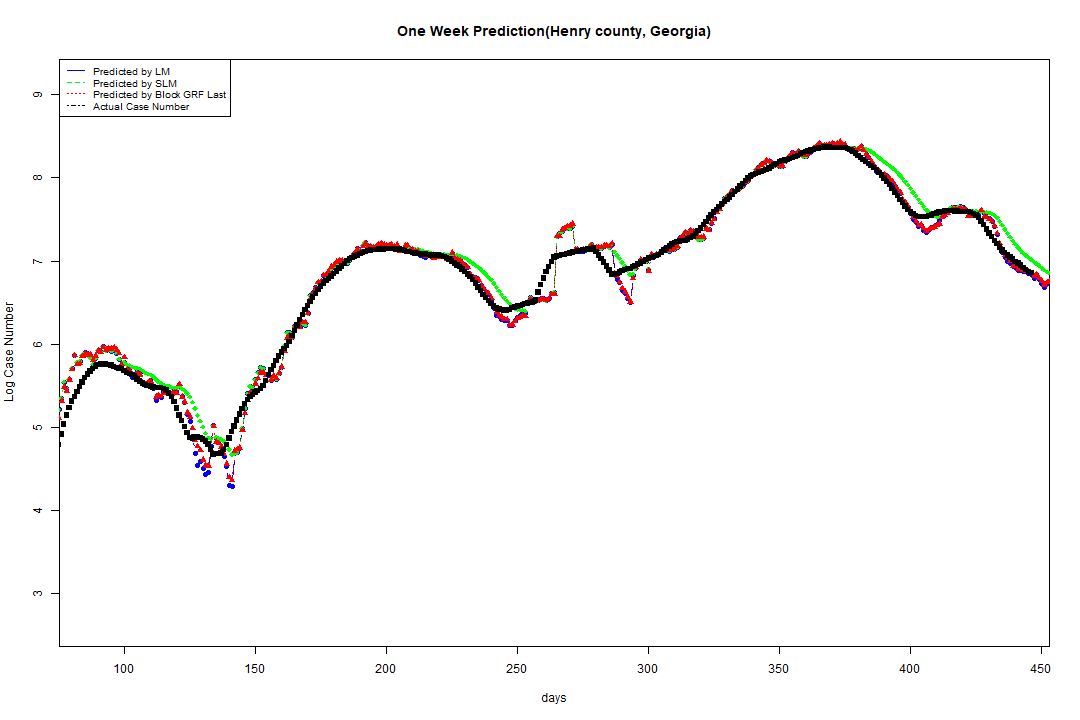 One Week Prediction(Henry county, Georgia)
Predicted by LM
Predicted by SLM
Predicted by Block GRF Last
Actual Case Number
9
8
7
6
5
4
3
Log Case Number
100 150 200 250 300 350 400 450
days